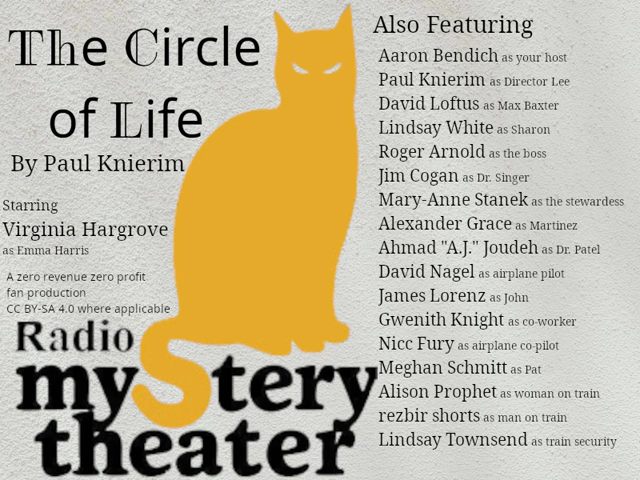 The Circle
of Life
By Paul Knierim
Starring
Virginia Hargrove
as Emma Harris
A zero revenue zero profit
fan production
CC BY-SA 4.0 where applicable
Radio
mystery
theater
Also Featuring
Aaron Bendich as your host
Paul Knierim as Director Lee
David Loftus as Max Baxter
Lindsay White as Sharon
Roger Arnold as the boss
Jim Cogan as Dr. Singer
Mary-Anne Stanek as the stewardess
Alexander Grace as Martinez
Ahmad "A.J." Joudeh as Dr. Patel
David Nagel as airplane pilot
James Lorenz as John
Gwenith Knight as co-worker
Nicc Fury as airplane co-pilot
Meghan Schmitt as Pat
Alison Prophet as woman on train
rezbir shorts as man on train
Lindsay Townsend as train security